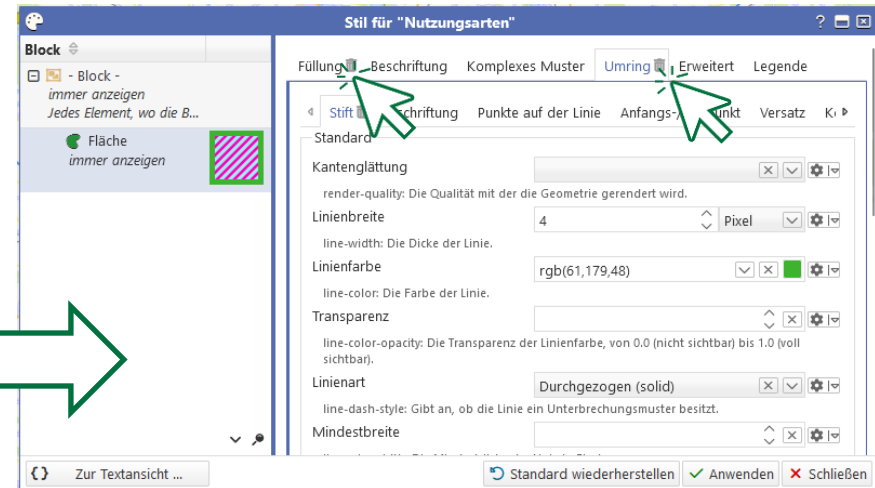 Stil für "Nutzungsarten"
?
Block
- Block -
immer anzeigen
Jedes Element, wo die B...
Fläche
immer anzeigen
Füllung Beschriftung Komplexes Muster Umring Erweitert Legende
Stift schriftung Punkte auf der Linie Anfangs-/ unkt Versatz
Standard
Kantenglättung
render-quality: Die Qualität mit der die Geometrie gerendert wird.
Linienbreite 4 Pixel
line-width: Die Dicke der Linie.
Linienfarbe rgb(61,179,48)
line-color: Die Farbe der Linie.
Transparenz
line-color-opacity: Die Transparenz der Linienfarbe, von 0.0 (nicht sichtbar) bis 1.0 (voll
sichtbar).
Linienart Durchgezogen (solid)
line-dash-style: Gibt an, ob die Linie ein Unterbrechungsmuster besitzt.
Mindestbreite
{} Zur Textansicht ... Standard wiederherstellen Anwenden Schließen